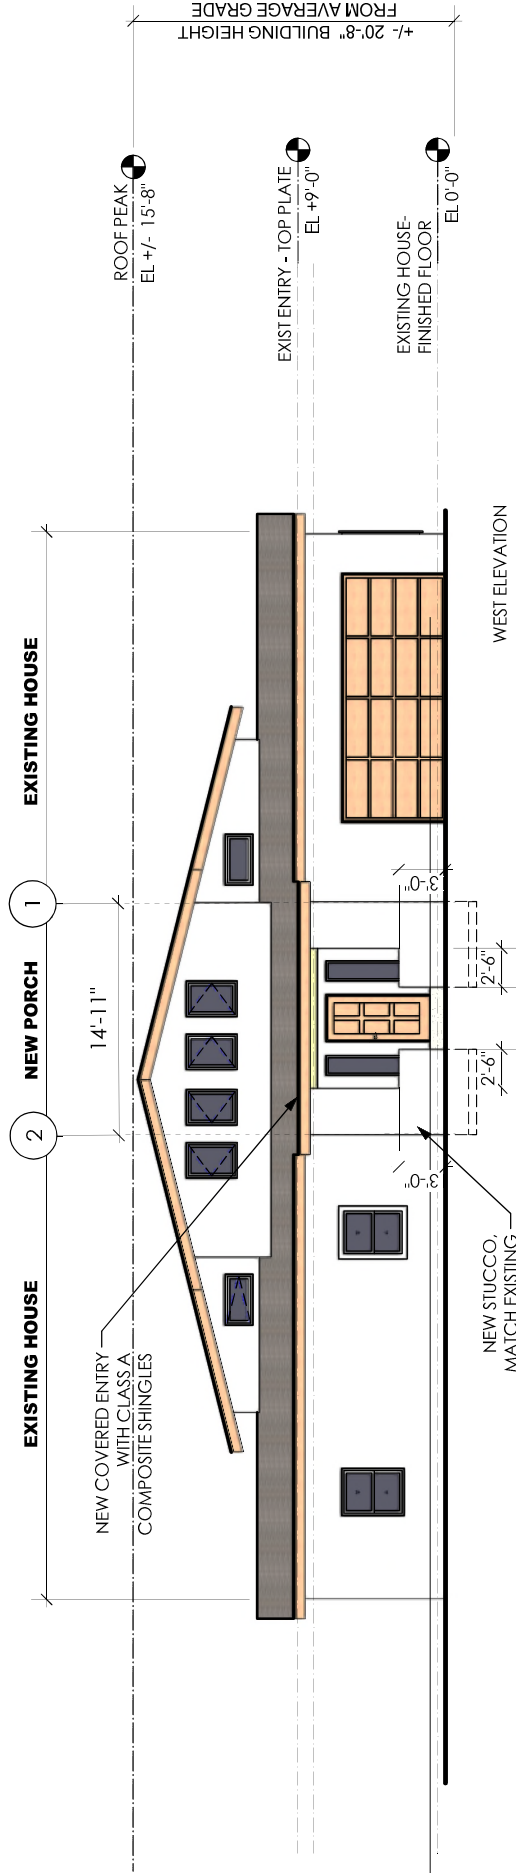 EXISTING HOUSE
2
NEW PORCH
1
EXISTING HOUSE
14'-11"
NEW COVERED ENTRY
WITH CLASS A
COMPOSITE SHINGLES
ROOF PEAK
EL +/- 15'-8"
EXIST ENTRY - TOP PLATE
EL +9'-0"
EXISTING HOUSE-
FINISHED FLOOR
EL 0'-0"
+/- 20'-8" BUILDING HEIGHT
FROM AVERAGE GRADE
3'-0"
3'-0"
2'-6"
2'-6"
NEW STUCCO,
MATCH EXISTING
WEST ELEVATION